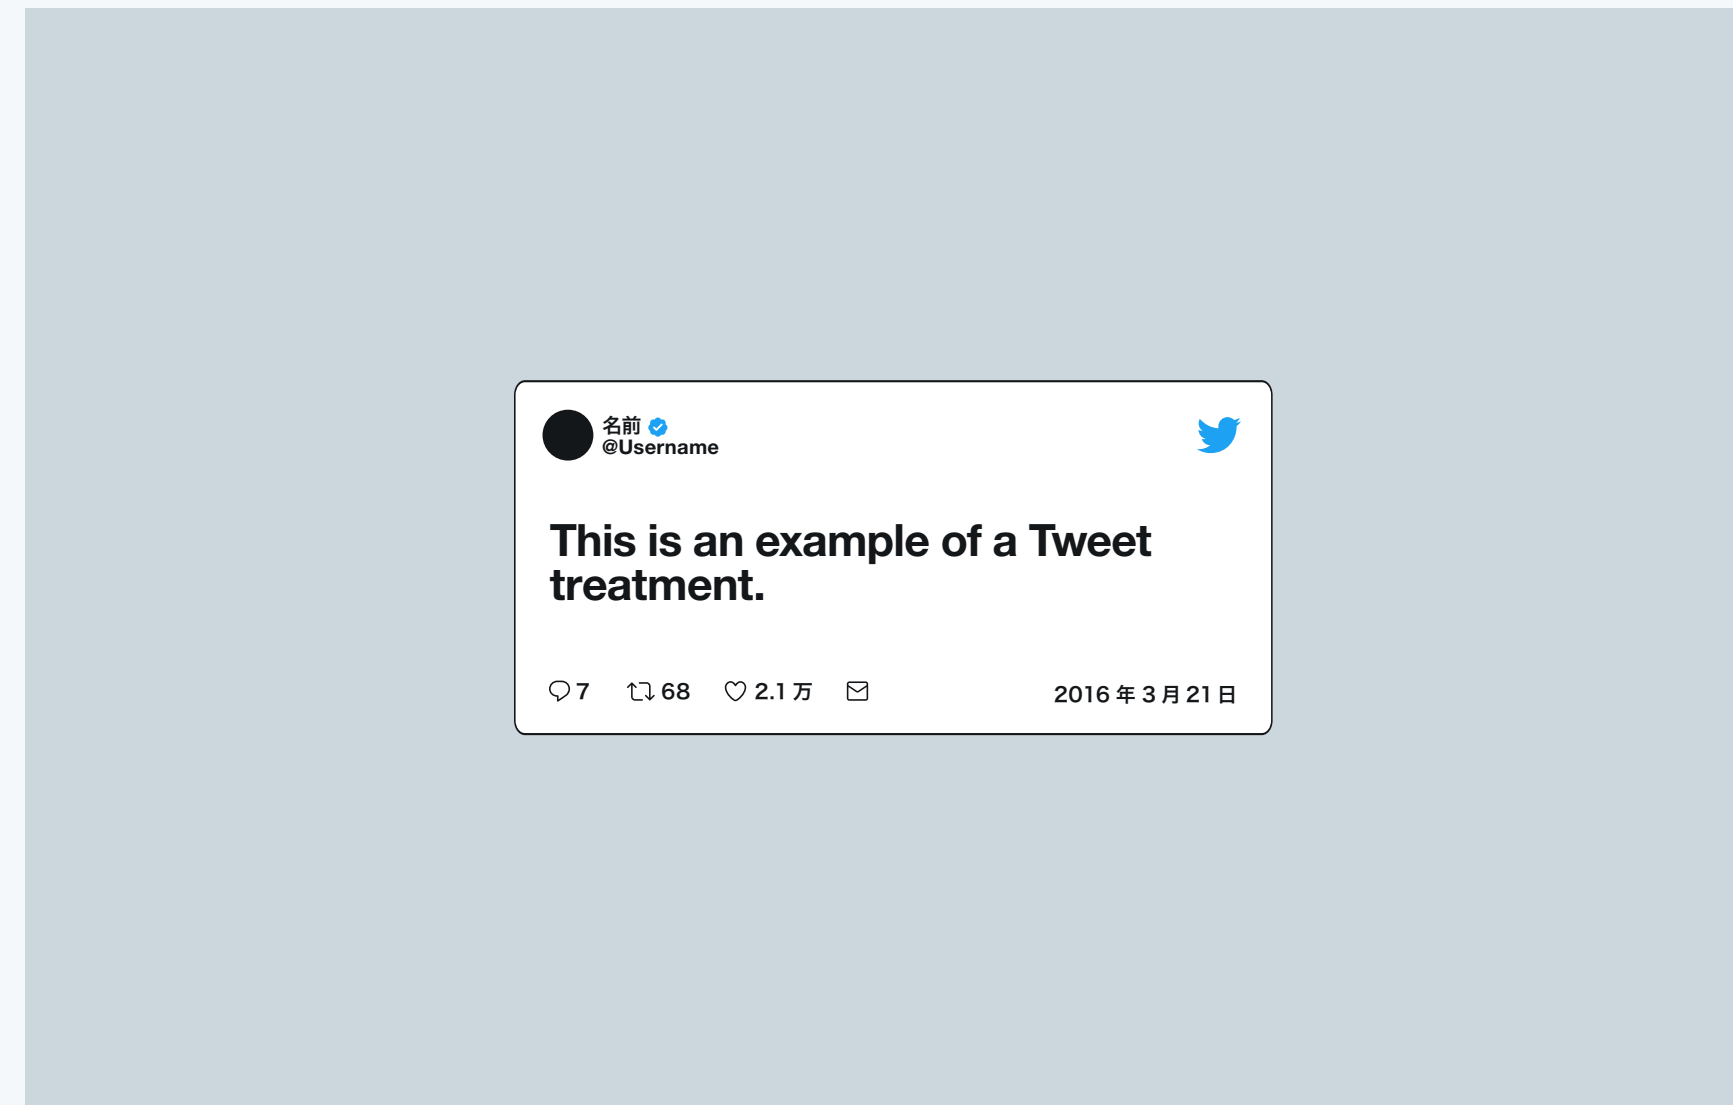 名前
@Username
This is an example of a Tweet
treatment.
7 68 2.1 万 2016 年 3 月 21 日